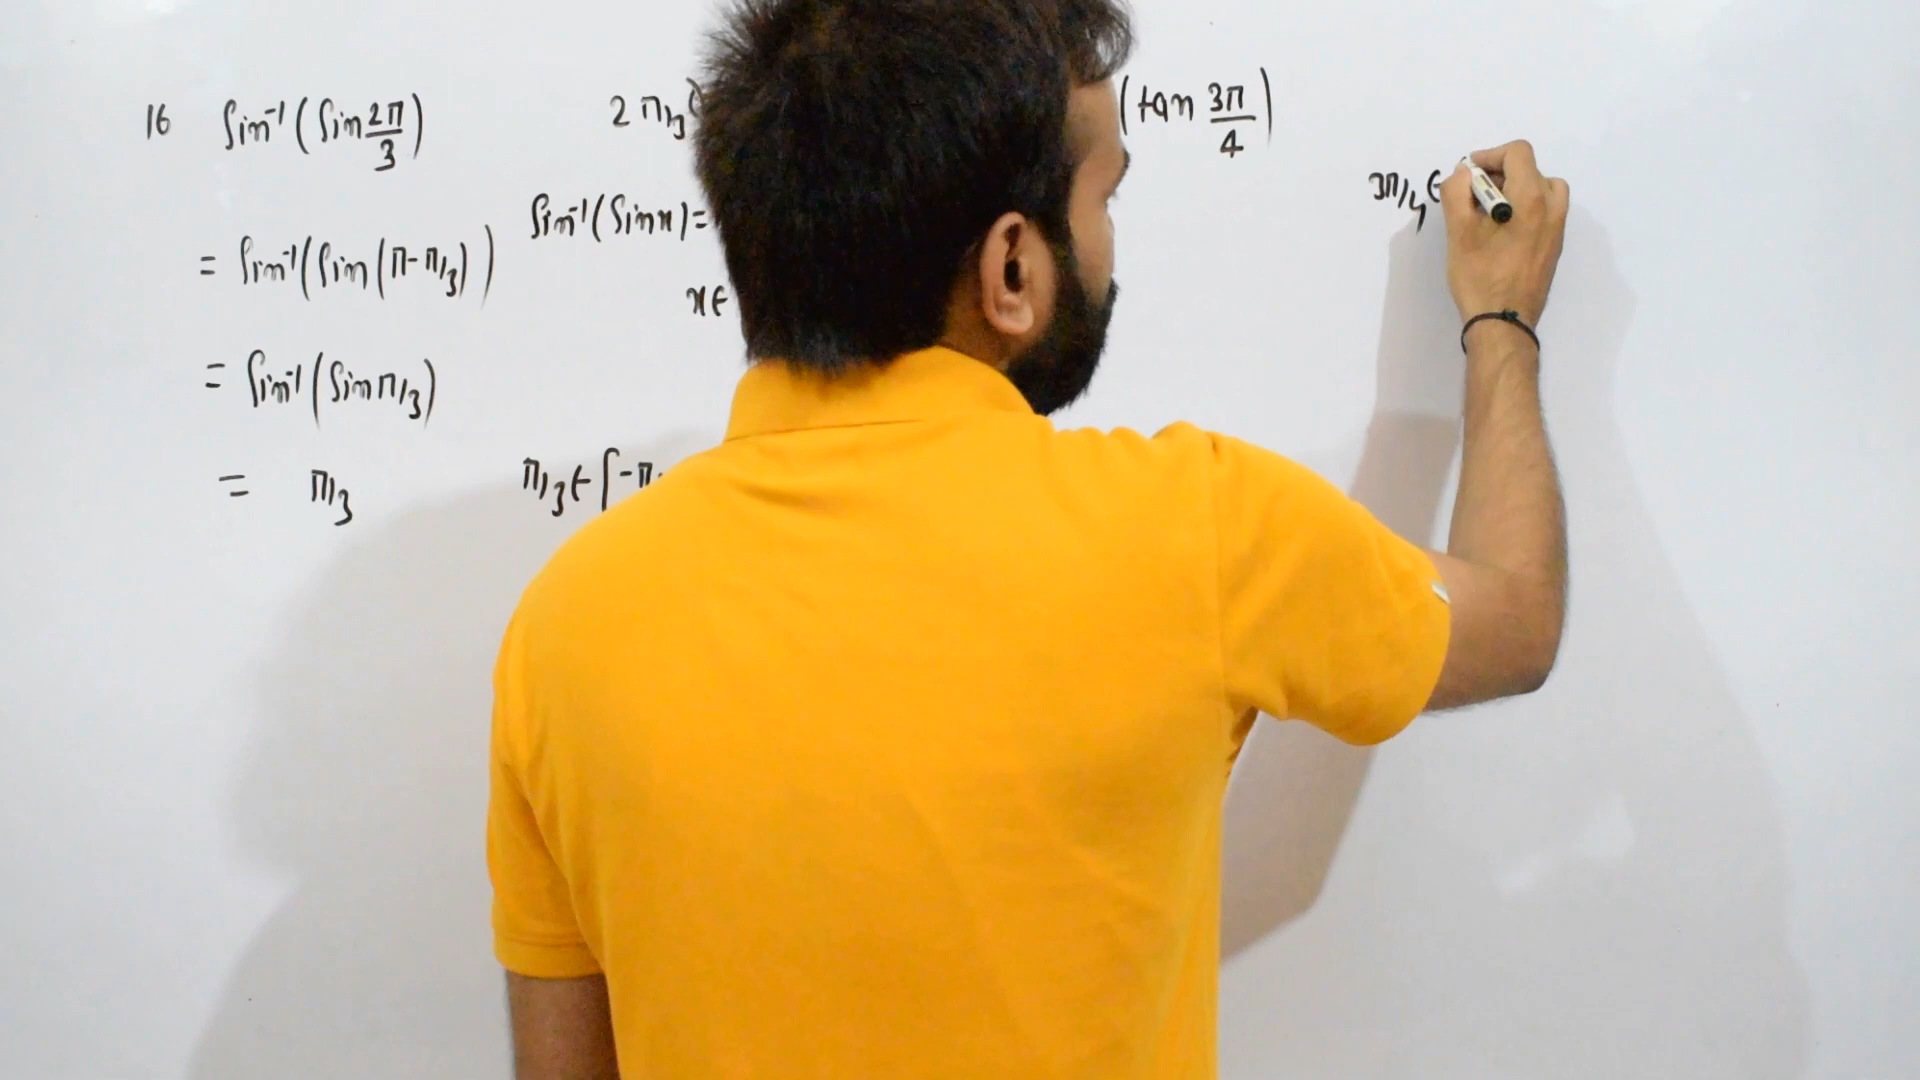 16 Sin⁻¹(Sin 2π/3)
= Sin⁻¹(Sin(π-π/3))
= Sin⁻¹(Sin π/3)
= π/3
2π/3
Sin⁻¹(Sin x)=
x∈
π/3 ∈ [-π
(tan 3π/4)
3π/4 ∈